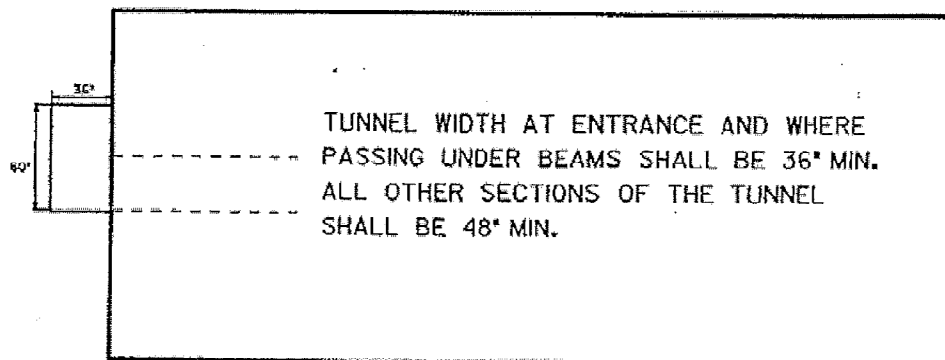 36"
TUNNEL WIDTH AT ENTRANCE AND WHERE
60"
PASSING UNDER BEAMS SHALL BE 36" MIN.
ALL OTHER SECTIONS OF THE TUNNEL
SHALL BE 48" MIN.